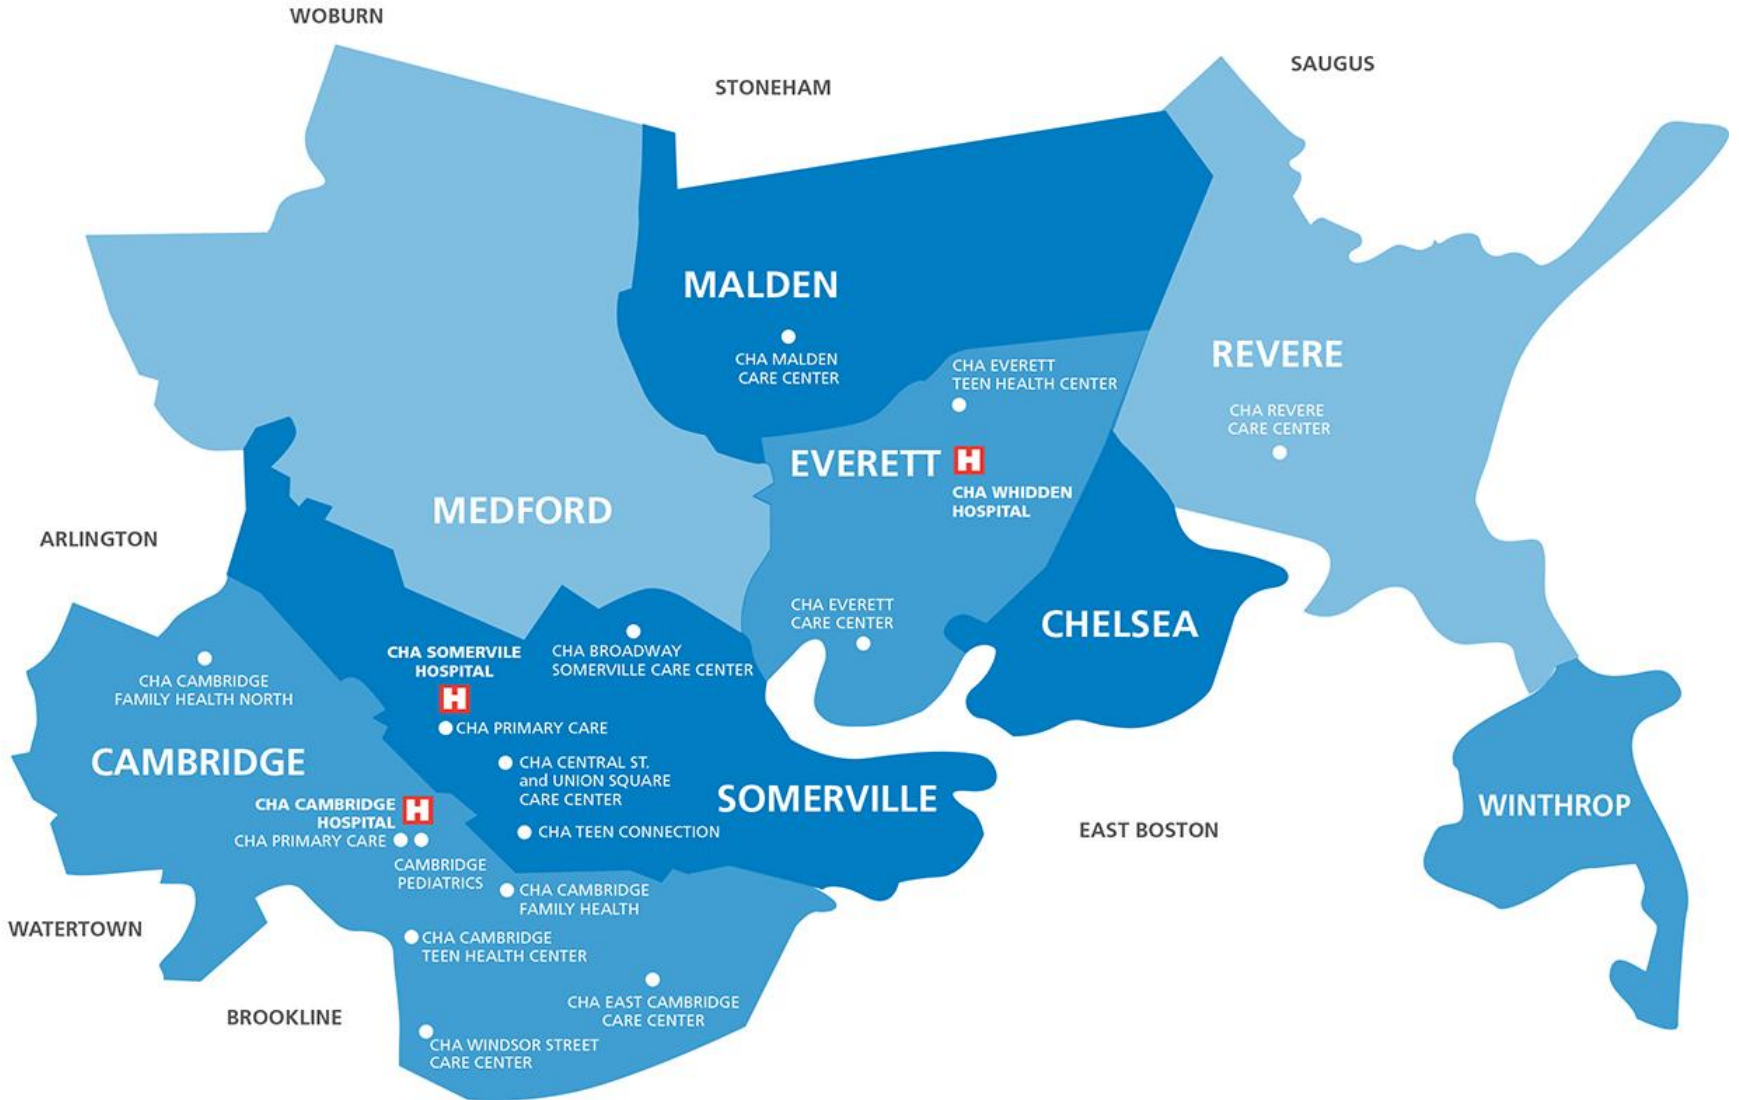 WOBURN
SAUGUS
STONEHAM
MALDEN
CHA MALDEN
CARE CENTER
CHA EVERETT
TEEN HEALTH CENTER
REVERE
CHA REVERE
CARE CENTER
EVERETT
H
CHA WHIDDEN
HOSPITAL
MEDFORD
ARLINGTON
CHA EVERETT
CARE CENTER
CHELSEA
CHA SOMERVILE
HOSPITAL
H
CHA BROADWAY
SOMERVILLE CARE CENTER
CHA CAMBRIDGE
FAMILY HEALTH NORTH
CHA PRIMARY CARE
CAMBRIDGE
CHA CENTRAL ST.
and UNION SQUARE
CARE CENTER
SOMERVILLE
WINTHROP
CHA CAMBRIDGE
HOSPITAL
H
CHA TEEN CONNECTION
EAST BOSTON
CHA PRIMARY CARE
CAMBRIDGE
PEDIATRICS
CHA CAMBRIDGE
FAMILY HEALTH
WATERTOWN
CHA CAMBRIDGE
TEEN HEALTH CENTER
CHA EAST CAMBRIDGE
CARE CENTER
BROOKLINE
CHA WINDSOR STREET
CARE CENTER